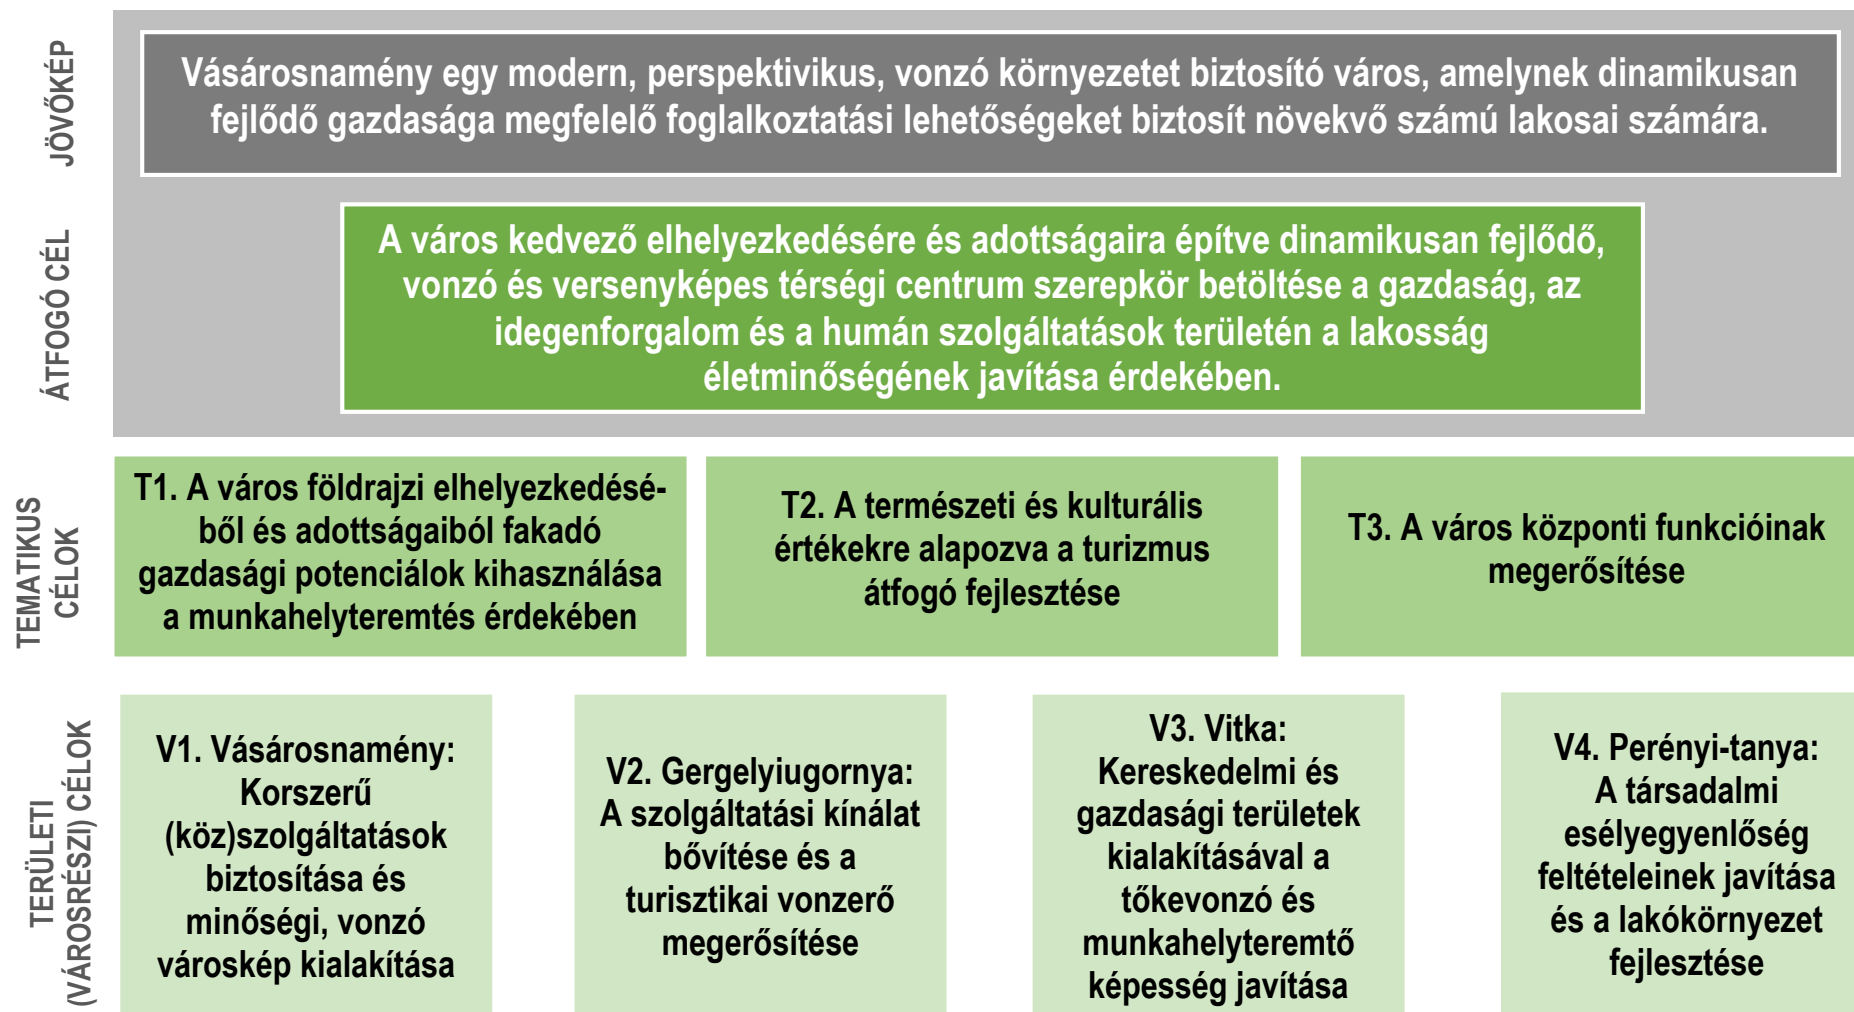 JÖVŐKÉP
Vásárosnamény egy modern, perspektivikus, vonzó környezetet biztosító város, amelynek dinamikusan
fejlődő gazdasága megfelelő foglalkoztatási lehetőségeket biztosít növekvő számú lakosai számára.
ÁTFOGÓ CÉL
A város kedvező elhelyezkedésére és adottságaira építve dinamikusan fejlődő,
vonzó és versenyképes térségi centrum szerepkör betöltése a gazdaság, az
idegenforgalom és a humán szolgáltatások területén a lakosság
életminőségének javítása érdekében.
TEMATIKUS
CÉLOK
T1. A város földrajzi elhelyezkedésé-
ből és adottságaiból fakadó
gazdasági potenciálok kihasználása
a munkahelyteremtés érdekében
T2. A természeti és kulturális
értékekre alapozva a turizmus
átfogó fejlesztése
T3. A város központi funkcióinak
megerősítése
TERÜLETI
(VÁROSRÉSZI) CÉLOK
V1. Vásárosnamény:
Korszerű
(köz)szolgáltatások
biztosítása és
minőségi, vonzó
városkép kialakítása
V2. Gergelyiugornya:
A szolgáltatási kínálat
bővítése és a
turisztikai vonzerő
megerősítése
V3. Vitka:
Kereskedelmi és
gazdasági területek
kialakításával a
tőkevonzó és
munkahelyteremtő
képesség javítása
V4. Perényi-tanya:
A társadalmi
esélyegyenlőség
feltételeinek javítása
és a lakókörnyezet
fejlesztése